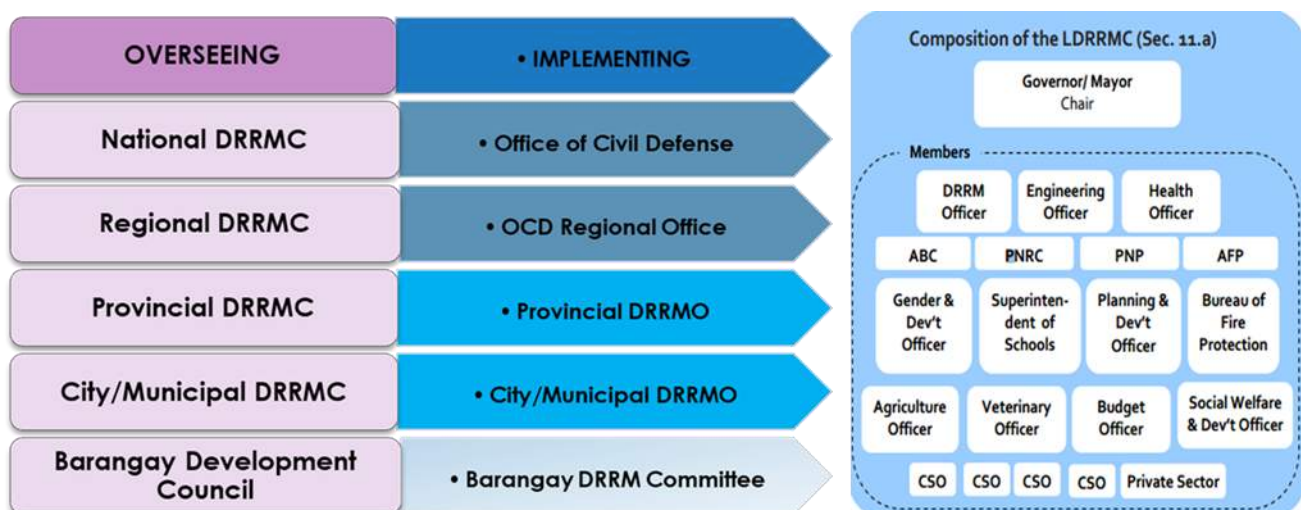 OVERSEEING
• IMPLEMENTING
National DRRMC
• Office of Civil Defense
Regional DRRMC
• OCD Regional Office
Provincial DRRMC
• Provincial DRRMO
City/Municipal DRRMC
• City/Municipal DRRMO
Barangay Development
Council
• Barangay DRRM Committee
Composition of the LDRRMC (Sec. 11.a)
Governor/ Mayor
Chair
Members
DRRM
Officer
Engineering
Officer
Health
Officer
ABC
PNRC
PNP
AFP
Gender &
Dev't
Officer
Superinten-
dent of
Schools
Planning &
Dev't
Officer
Bureau of
Fire
Protection
Agriculture
Officer
Veterinary
Officer
Budget
Officer
Social Welfare
& Dev't Officer
CSO
CSO
CSO
CSO
Private Sector